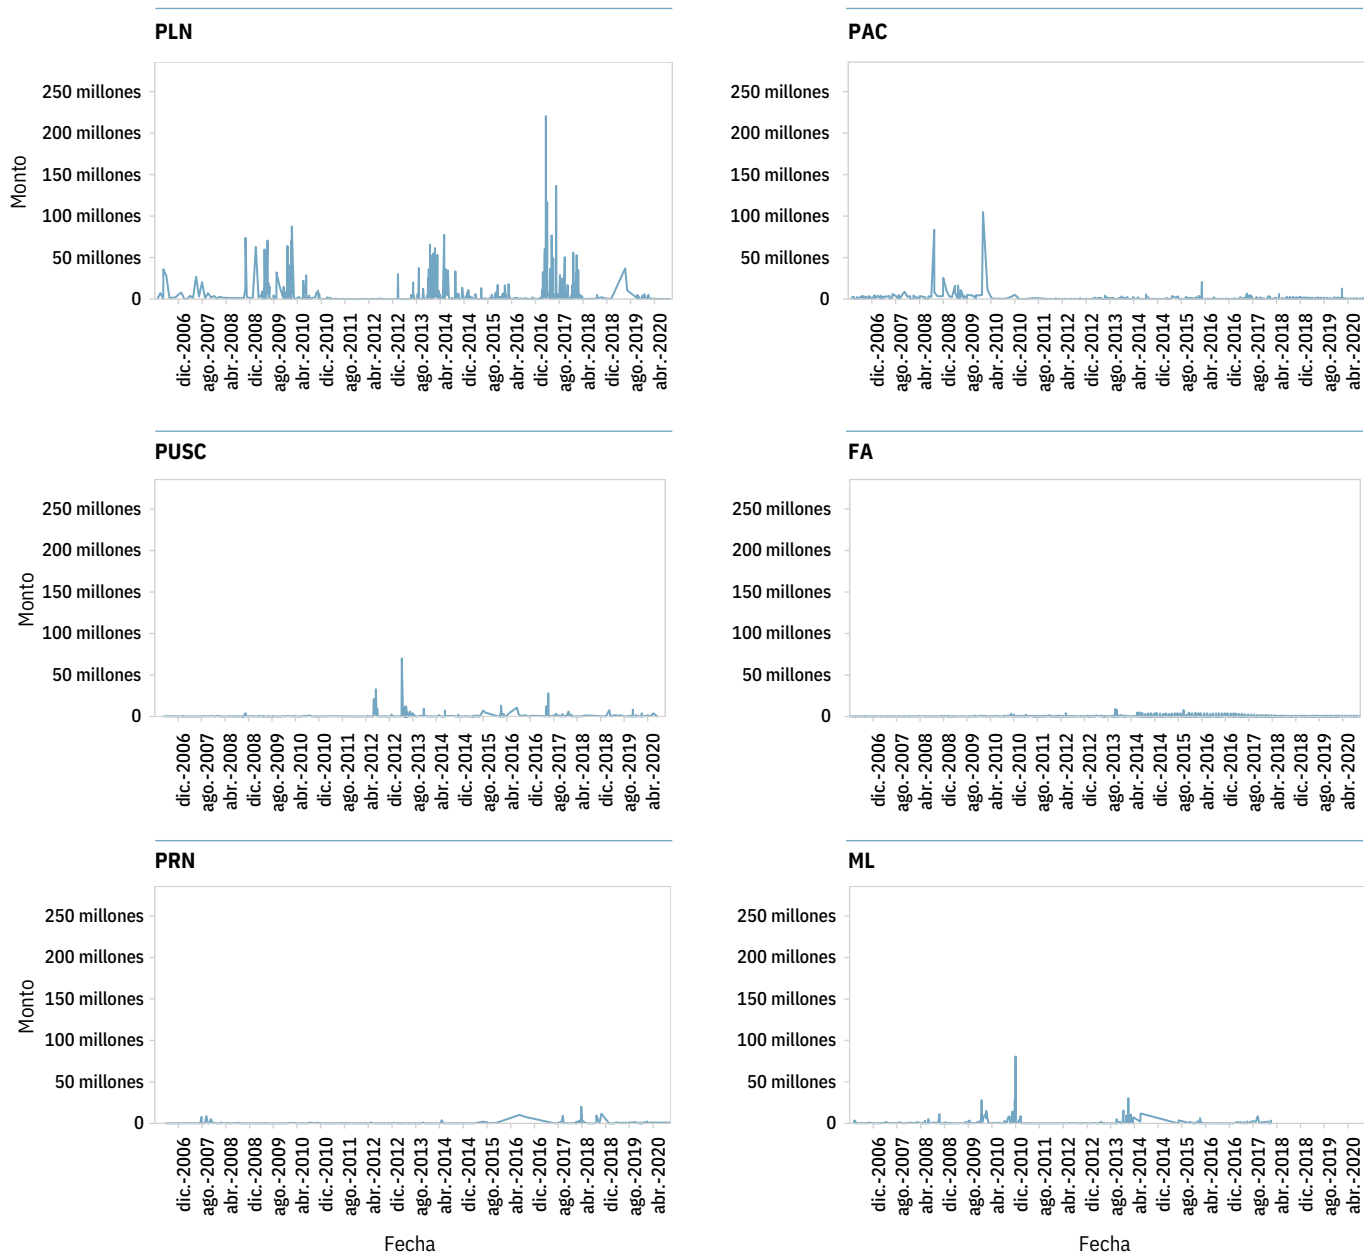 PLN
250 millones
200 millones
150 millones
100 millones
50 millones
0
Monto
dic.-2006
ago.-2007
abr.-2008
dic.-2008
ago.-2009
abr.-2010
dic.-2010
ago.-2011
abr.-2012
dic.-2012
ago.-2013
abr.-2014
dic.-2014
ago.-2015
abr.-2016
dic.-2016
ago.-2017
abr.-2018
dic.-2018
ago.-2019
abr.-2020
PAC
250 millones
200 millones
150 millones
100 millones
50 millones
0
dic.-2006
ago.-2007
abr.-2008
dic.-2008
ago.-2009
abr.-2010
dic.-2010
ago.-2011
abr.-2012
dic.-2012
ago.-2013
abr.-2014
dic.-2014
ago.-2015
abr.-2016
dic.-2016
ago.-2017
abr.-2018
dic.-2018
ago.-2019
abr.-2020
PUSC
250 millones
200 millones
150 millones
100 millones
50 millones
0
Monto
dic.-2006
ago.-2007
abr.-2008
dic.-2008
ago.-2009
abr.-2010
dic.-2010
ago.-2011
abr.-2012
dic.-2012
ago.-2013
abr.-2014
dic.-2014
ago.-2015
abr.-2016
dic.-2016
ago.-2017
abr.-2018
dic.-2018
ago.-2019
abr.-2020
FA
250 millones
200 millones
150 millones
100 millones
50 millones
0
dic.-2006
ago.-2007
abr.-2008
dic.-2008
ago.-2009
abr.-2010
dic.-2010
ago.-2011
abr.-2012
dic.-2012
ago.-2013
abr.-2014
dic.-2014
ago.-2015
abr.-2016
dic.-2016
ago.-2017
abr.-2018
dic.-2018
ago.-2019
abr.-2020
PRN
250 millones
200 millones
150 millones
100 millones
50 millones
0
Monto
dic.-2006
ago.-2007
abr.-2008
dic.-2008
ago.-2009
abr.-2010
dic.-2010
ago.-2011
abr.-2012
dic.-2012
ago.-2013
abr.-2014
dic.-2014
ago.-2015
abr.-2016
dic.-2016
ago.-2017
abr.-2018
dic.-2018
ago.-2019
abr.-2020
Fecha
ML
250 millones
200 millones
150 millones
100 millones
50 millones
0
dic.-2006
ago.-2007
abr.-2008
dic.-2008
ago.-2009
abr.-2010
dic.-2010
ago.-2011
abr.-2012
dic.-2012
ago.-2013
abr.-2014
dic.-2014
ago.-2015
abr.-2016
dic.-2016
ago.-2017
abr.-2018
dic.-2018
ago.-2019
abr.-2020
Fecha